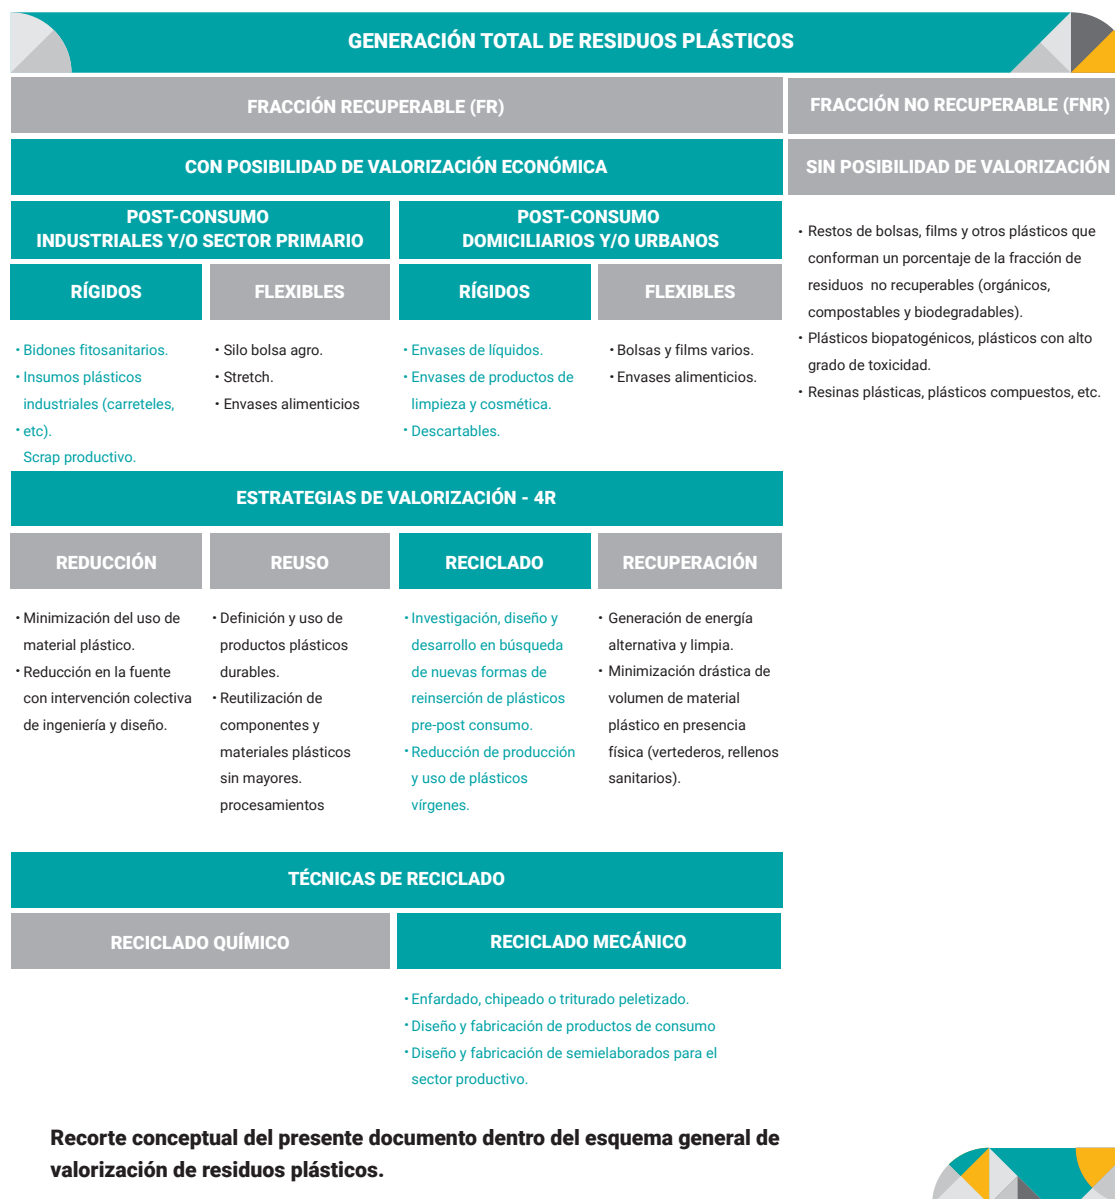 GENERACIÓN TOTAL DE RESIDUOS PLÁSTICOS
FRACCIÓN RECUPERABLE (FR)
FRACCIÓN NO RECUPERABLE (FNR)
CON POSIBILIDAD DE VALORIZACIÓN ECONÓMICA
SIN POSIBILIDAD DE VALORIZACIÓN
POST-CONSUMO
INDUSTRIALES Y/O SECTOR PRIMARIO
POST-CONSUMO
DOMICILIARIOS Y/O URBANOS
RÍGIDOS
FLEXIBLES
RÍGIDOS
FLEXIBLES
• Bidones fitosanitarios.
• Insumos plásticos
industriales (carreteles,
• etc).
Scrap productivo.
• Silo bolsa agro.
• Stretch.
• Envases alimenticios
• Envases de líquidos.
• Envases de productos de
limpieza y cosmética.
• Descartables.
• Bolsas y films varios.
• Envases alimenticios.
• Restos de bolsas, films y otros plásticos que
conforman un porcentaje de la fracción de
residuos no recuperables (orgánicos,
compostables y biodegradables).
• Plásticos biopatogénicos, plásticos con alto
grado de toxicidad.
• Resinas plásticas, plásticos compuestos, etc.
ESTRATEGIAS DE VALORIZACIÓN - 4R
REDUCCIÓN
REUSO
RECICLADO
RECUPERACIÓN
• Minimización del uso de
material plástico.
• Reducción en la fuente
con intervención colectiva
de ingeniería y diseño.
• Definición y uso de
productos plásticos
durables.
• Reutilización de
componentes y
materiales plásticos
sin mayores.
procesamientos
• Investigación, diseño y
desarrollo en búsqueda
de nuevas formas de
reinserción de plásticos
pre-post consumo.
• Reducción de producción
y uso de plásticos
vírgenes.
• Generación de energía
alternativa y limpia.
• Minimización drástica de
volumen de material
plástico en presencia
física (vertederos, rellenos
sanitarios).
TÉCNICAS DE RECICLADO
RECICLADO QUÍMICO
RECICLADO MECÁNICO
• Enfardado, chipeado o triturado peletizado.
• Diseño y fabricación de productos de consumo
• Diseño y fabricación de semielaborados para el
sector productivo.
Recorte conceptual del presente documento dentro del esquema general de
valorización de residuos plásticos.